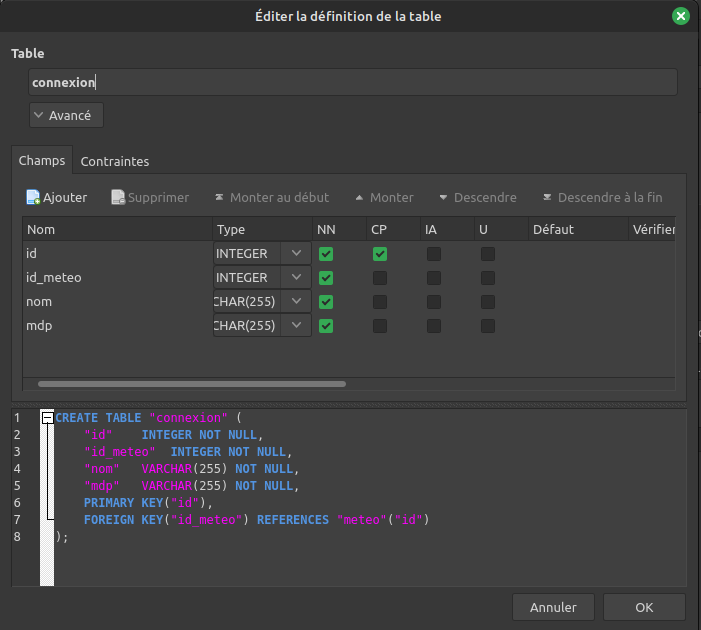 Éditer la définition de la table
Table
connexion
Avancé
Champs Contraintes
Ajouter Supprimer Monter au début Monter Descendre Descendre à la fin
Nom Type NN CP IA U Défaut Vérifier
id INTEGER
id_meteo INTEGER
nom CHAR(255)
mdp CHAR(255)
1 CREATE TABLE "connexion" (
2 "id" INTEGER NOT NULL,
3 "id_meteo" INTEGER NOT NULL,
4 "nom" VARCHAR(255) NOT NULL,
5 "mdp" VARCHAR(255) NOT NULL,
6 PRIMARY KEY("id"),
7 FOREIGN KEY("id_meteo") REFERENCES "meteo"("id")
8 );
Annuler OK